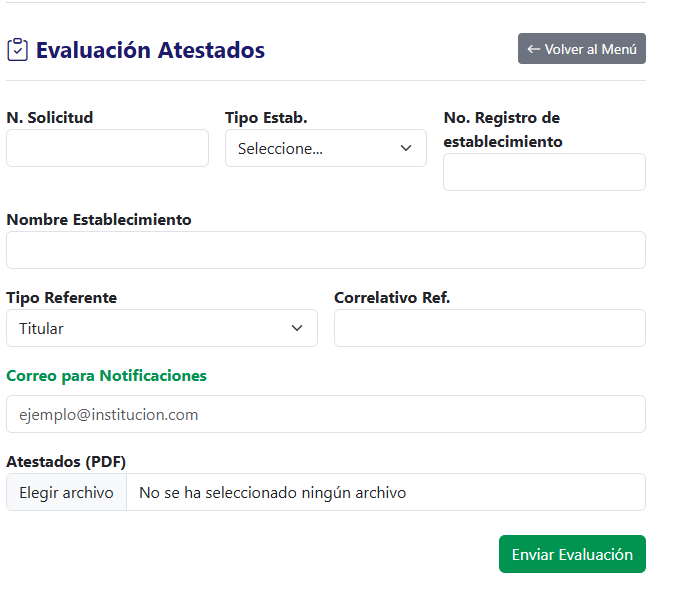 Evaluación Atestados
← Volver al Menú
N. Solicitud
Tipo Estab.
Seleccione...
No. Registro de
establecimiento
Nombre Establecimiento
Tipo Referente
Titular
Correlativo Ref.
Correo para Notificaciones
ejemplo@institucion.com
Atestados (PDF)
Elegir archivo
No se ha seleccionado ningún archivo
Enviar Evaluación